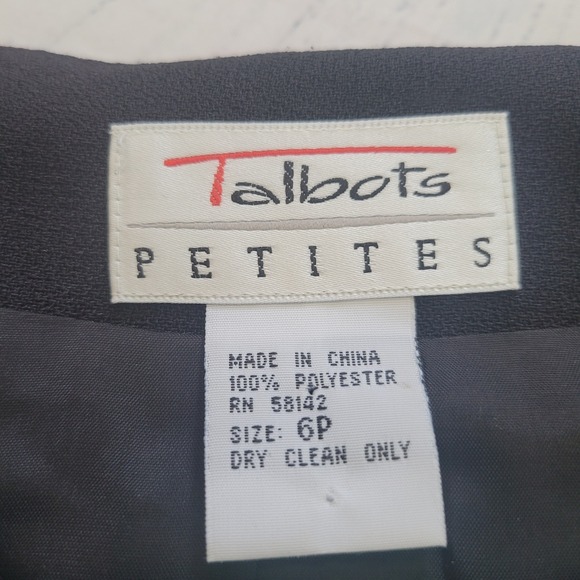 Talbots
PETITES
MADE IN CHINA
100% POLYESTER
RN 58142
SIZE: 6P
DRY CLEAN ONLY